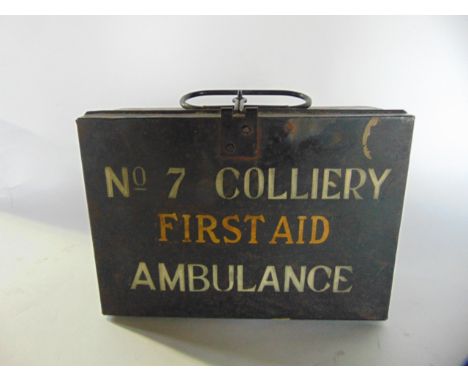 Nº 7 COLLIERY
FIRST AID
AMBULANCE